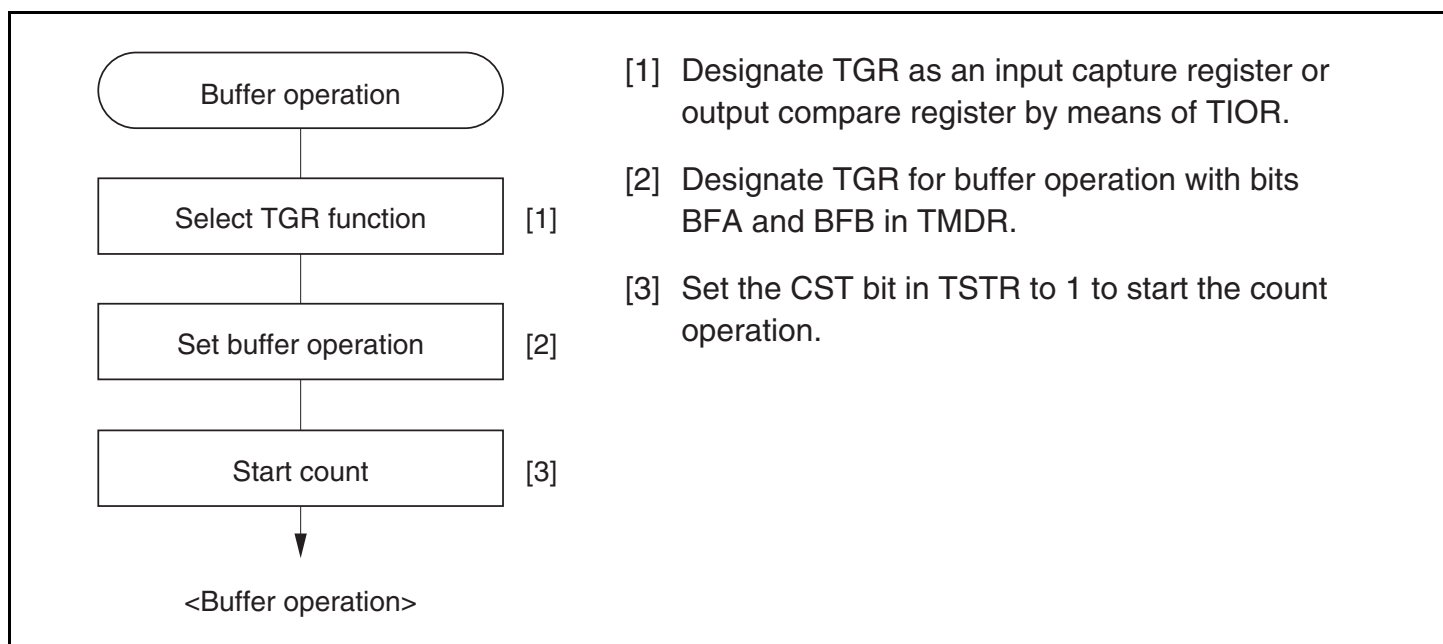 Buffer operation
Select TGR function [1]
Set buffer operation [2]
Start count [3]
<Buffer operation>
[1] Designate TGR as an input capture register or
output compare register by means of TIOR.
[2] Designate TGR for buffer operation with bits
BFA and BFB in TMDR.
[3] Set the CST bit in TSTR to 1 to start the count
operation.